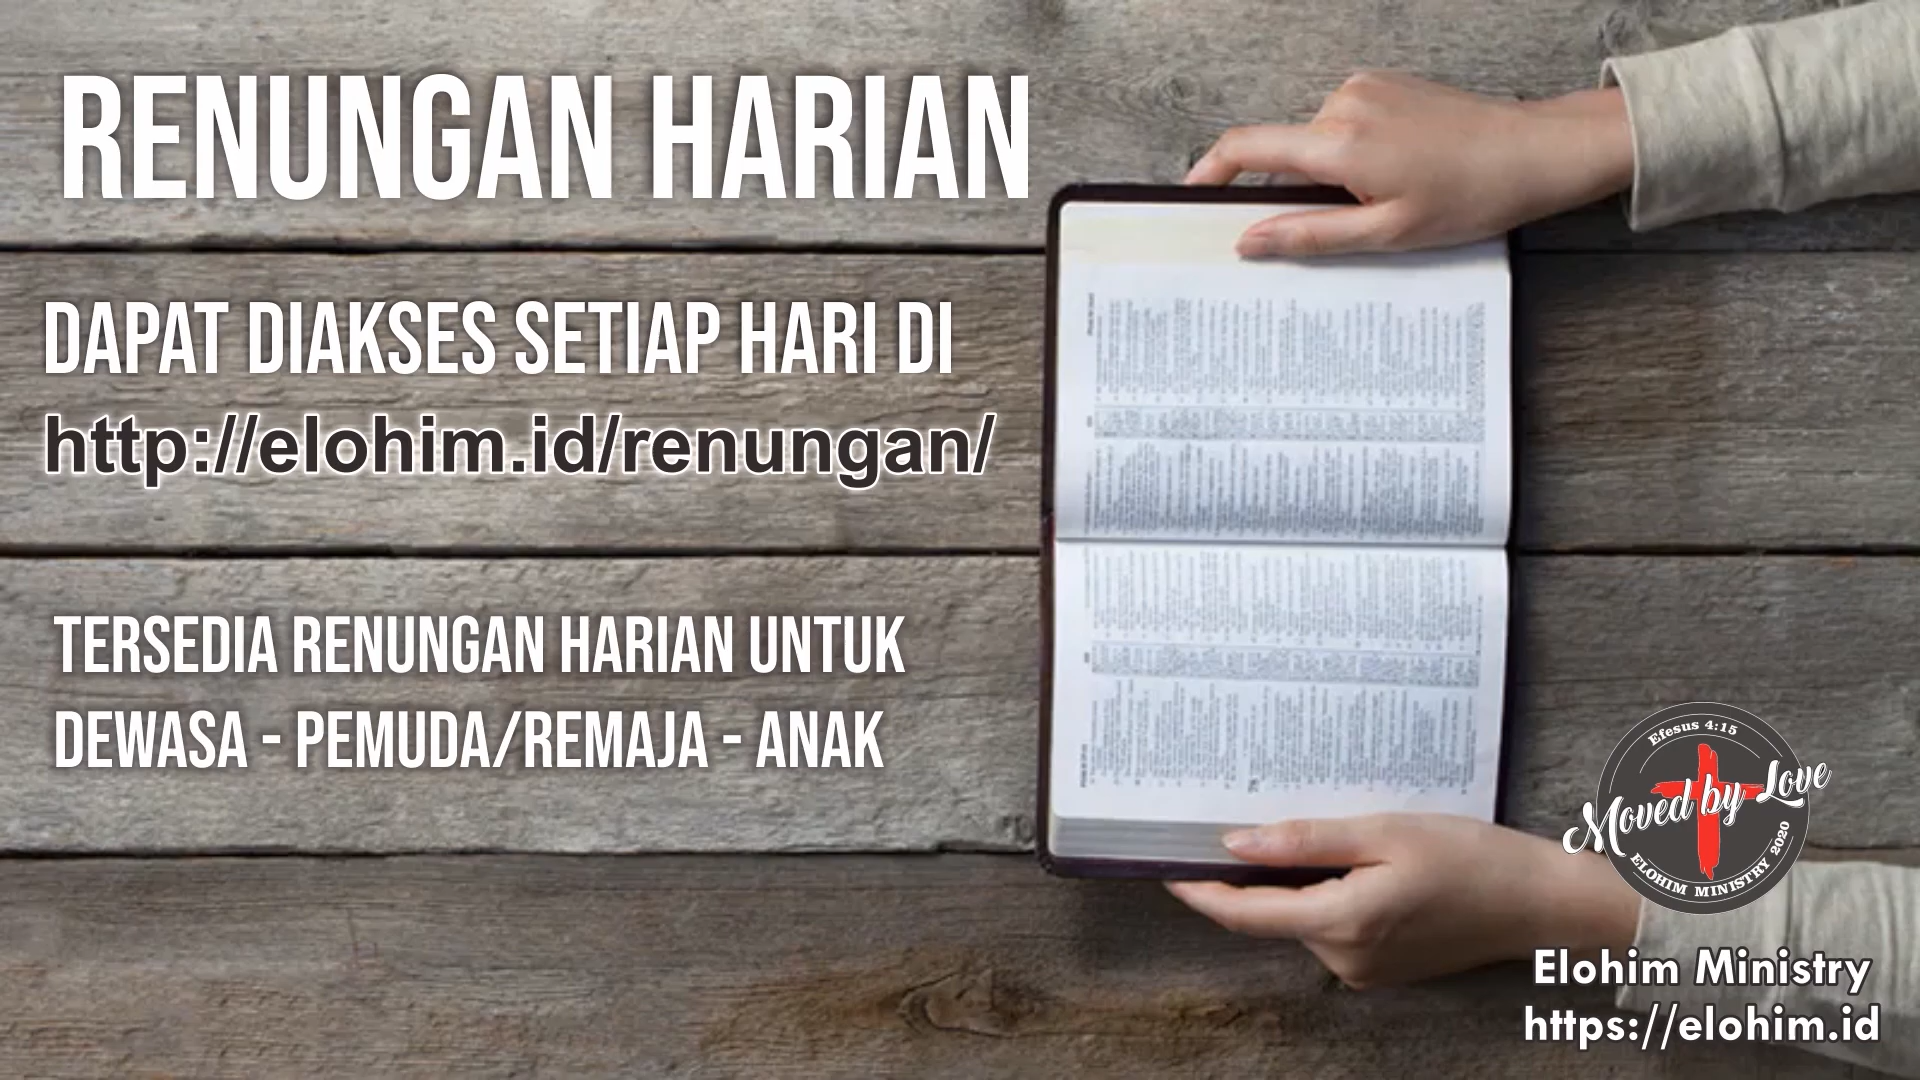 RENUNGAN HARIAN
DAPAT DIAKSES SETIAP HARI DI
http://elohim.id/renungan/
TERSEDIA RENUNGAN HARIAN UNTUK
DEWASA - PEMUDA/REMAJA - ANAK
Efesus 4:15
Moved by Love
ELOHIM MINISTRY 2020
Elohim Ministry
https://elohim.id